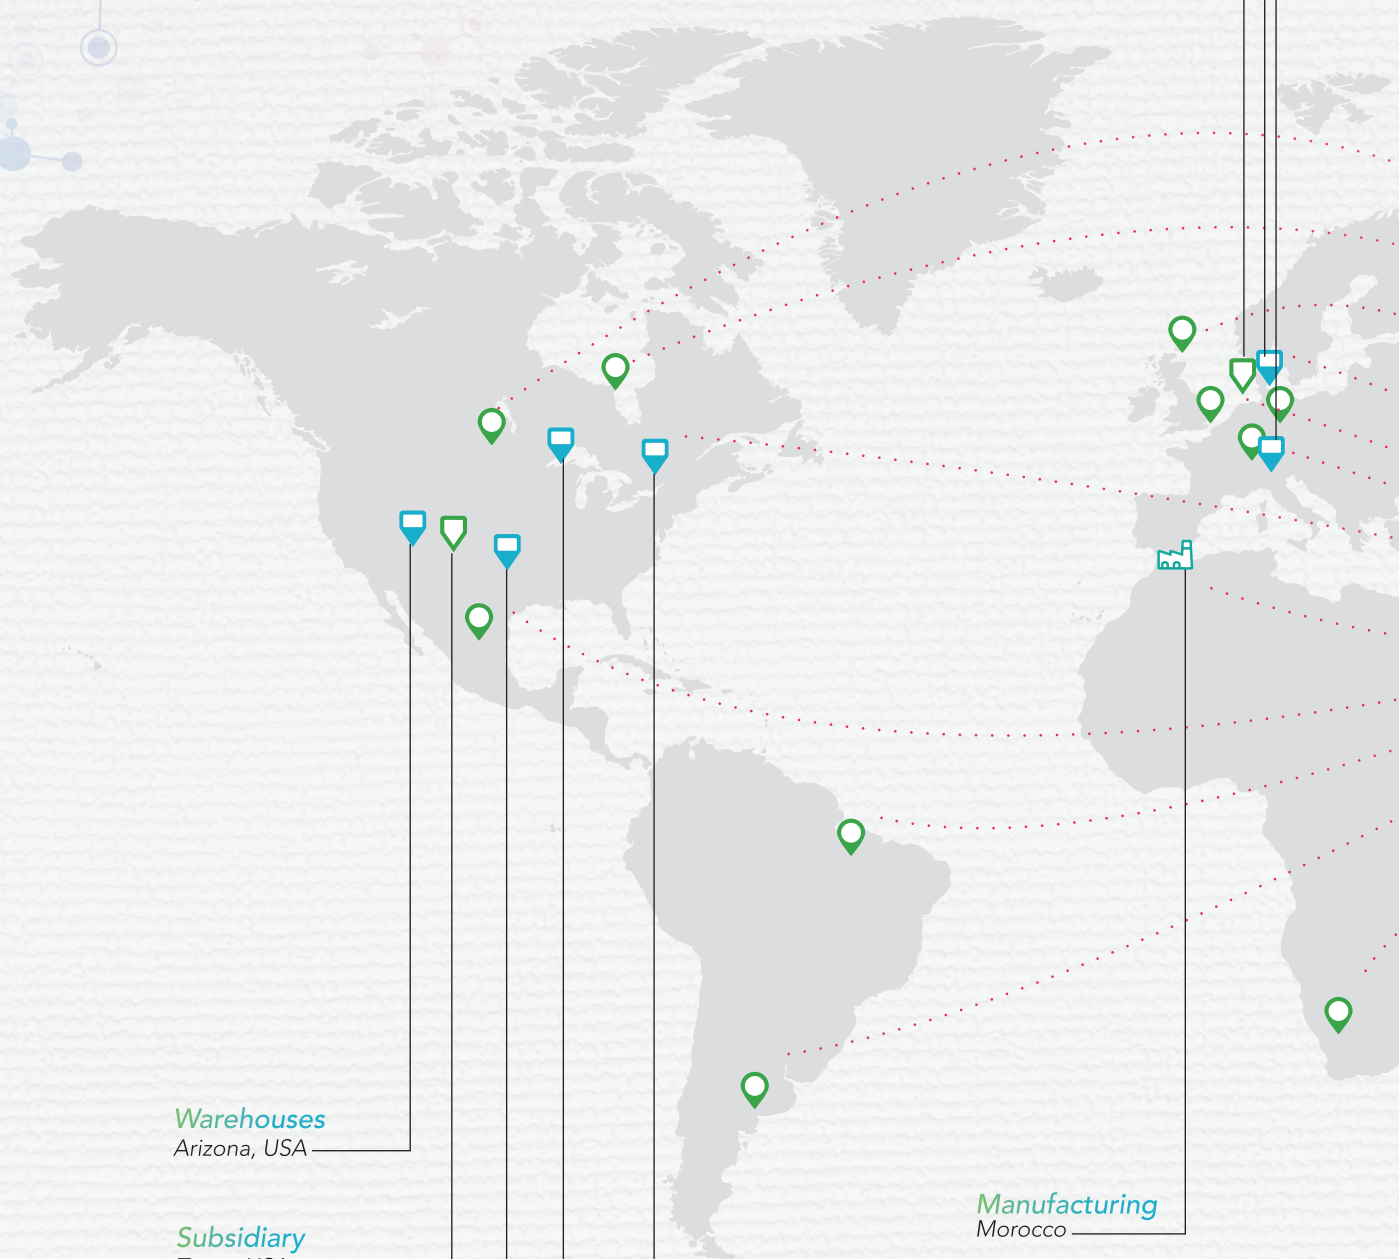 Warehouses
Arizona, USA
Subsidiary
Manufacturing
Morocco